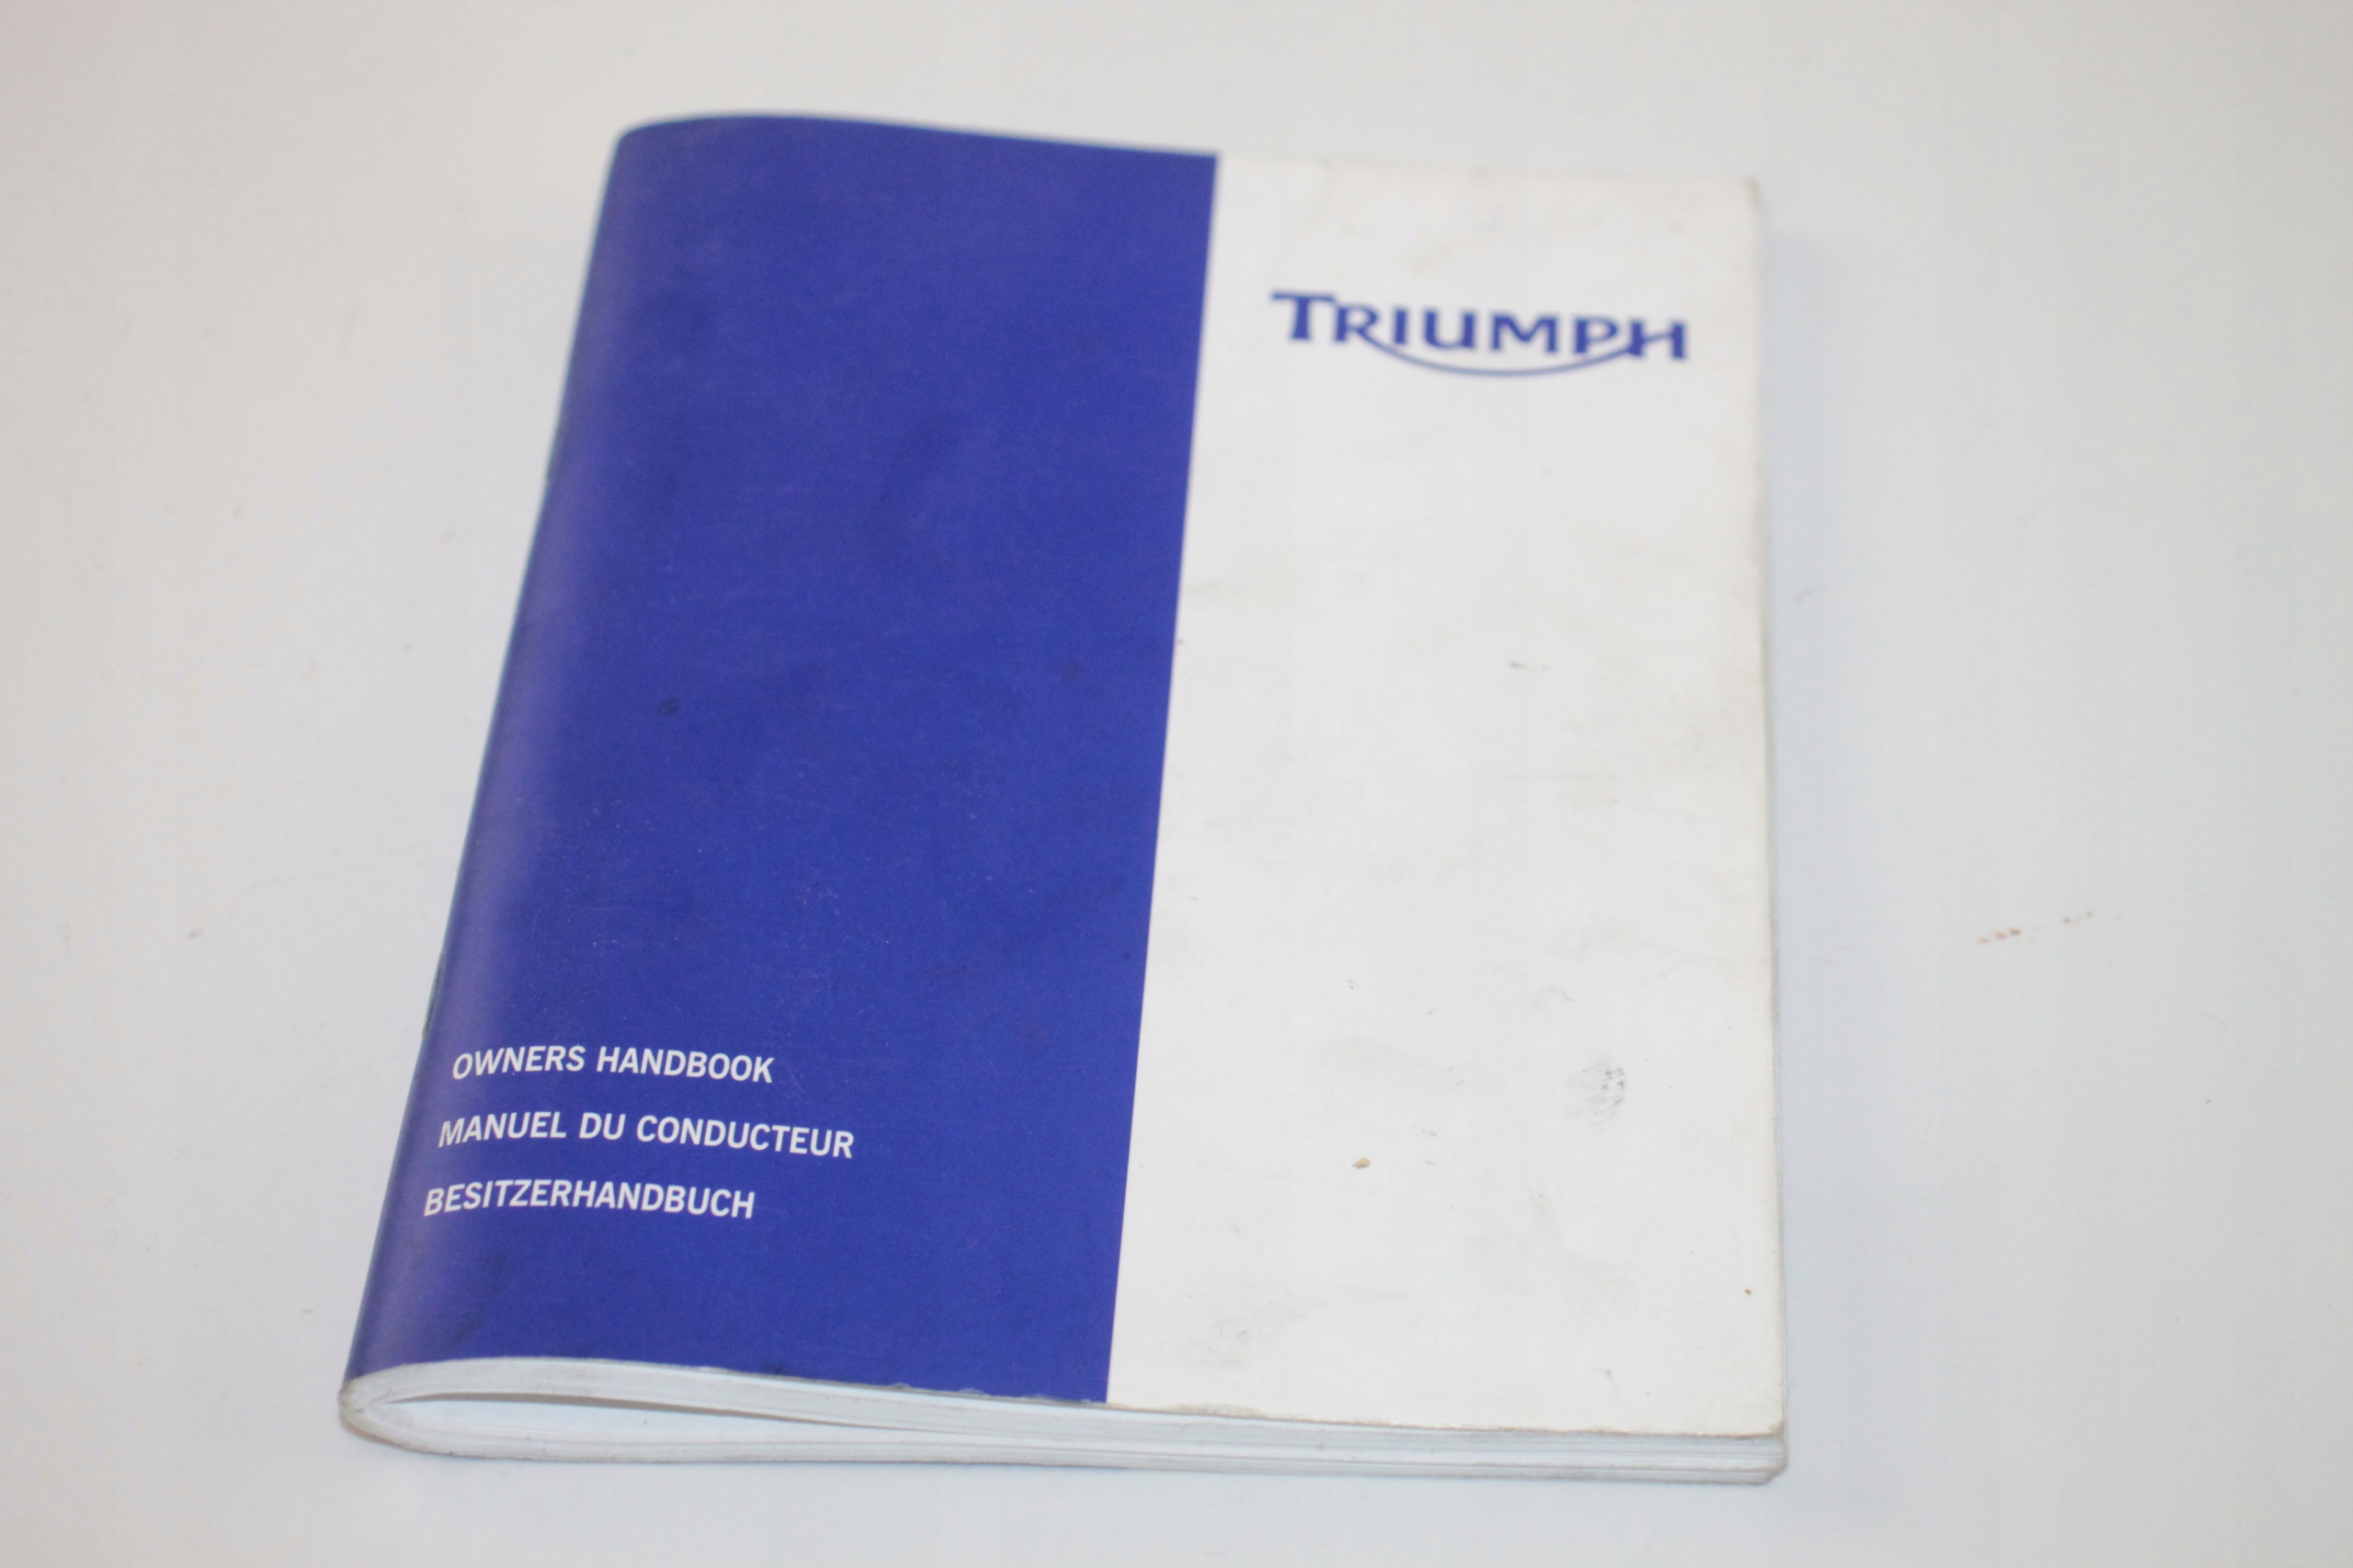 TRIUMPH
OWNERS HANDBOOK
MANUEL DU CONDUCTEUR
BESITZERHANDBUCH